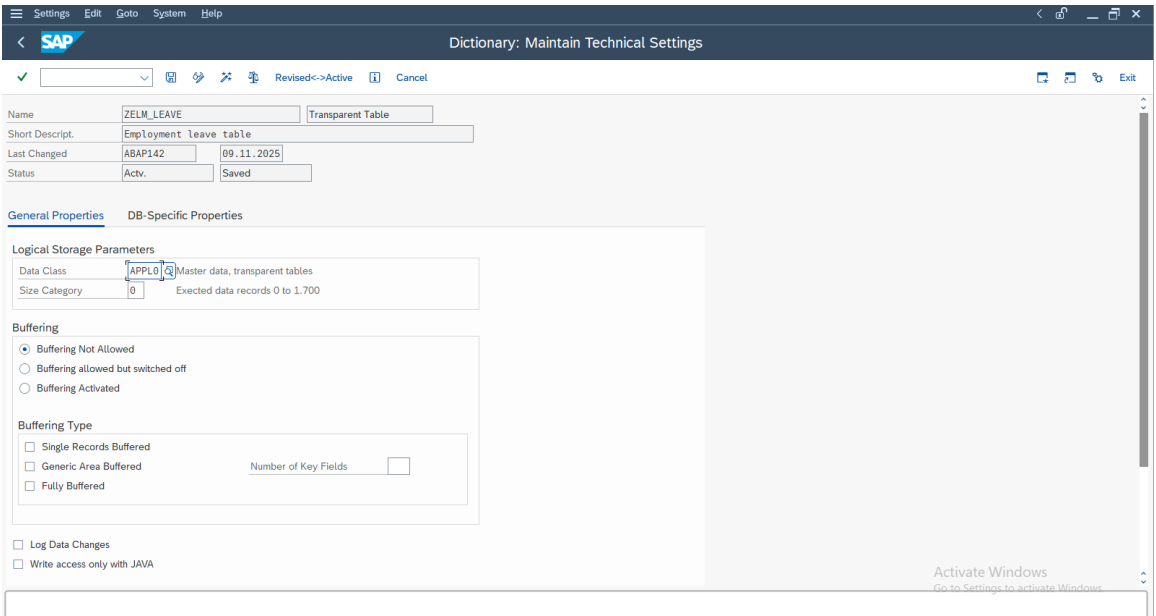 Settings Edit Goto System Help
SAP Dictionary: Maintain Technical Settings
Revised<->Active Cancel Exit
Name ZELM_LEAVE Transparent Table
Short Descript. Employment leave table
Last Changed ABAP142 09.11.2025
Status Actv. Saved
General Properties DB-Specific Properties
Logical Storage Parameters
Data Class APPL0 Master data, transparent tables
Size Category 0 Exected data records 0 to 1.700
Buffering
Buffering Not Allowed
Buffering allowed but switched off
Buffering Activated
Buffering Type
Single Records Buffered
Generic Area Buffered Number of Key Fields
Fully Buffered
Log Data Changes
Write access only with JAVA
Activate Windows
Go to Settings to activate Windows.